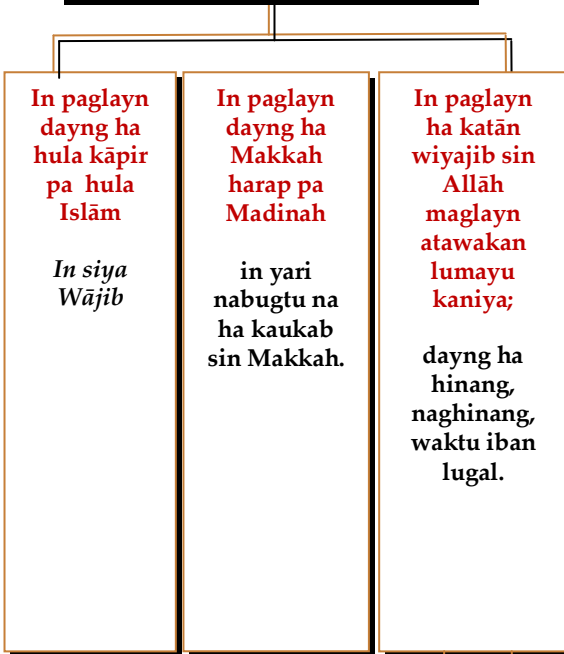 In paglayn
dayng ha
hula kāpir
pa hula
Islām
In siya
Wājib
In paglayn
dayng ha
Makkah
harap pa
Madinah
in yari
nabugtu na
ha kaukab
sin Makkah.
In paglayn
ha katān
wiyajib sin
Allāh
maglayn
atawakan
lumayu
kaniya;
dayng ha
hinang,
naghinang,
waktu iban
lugal.